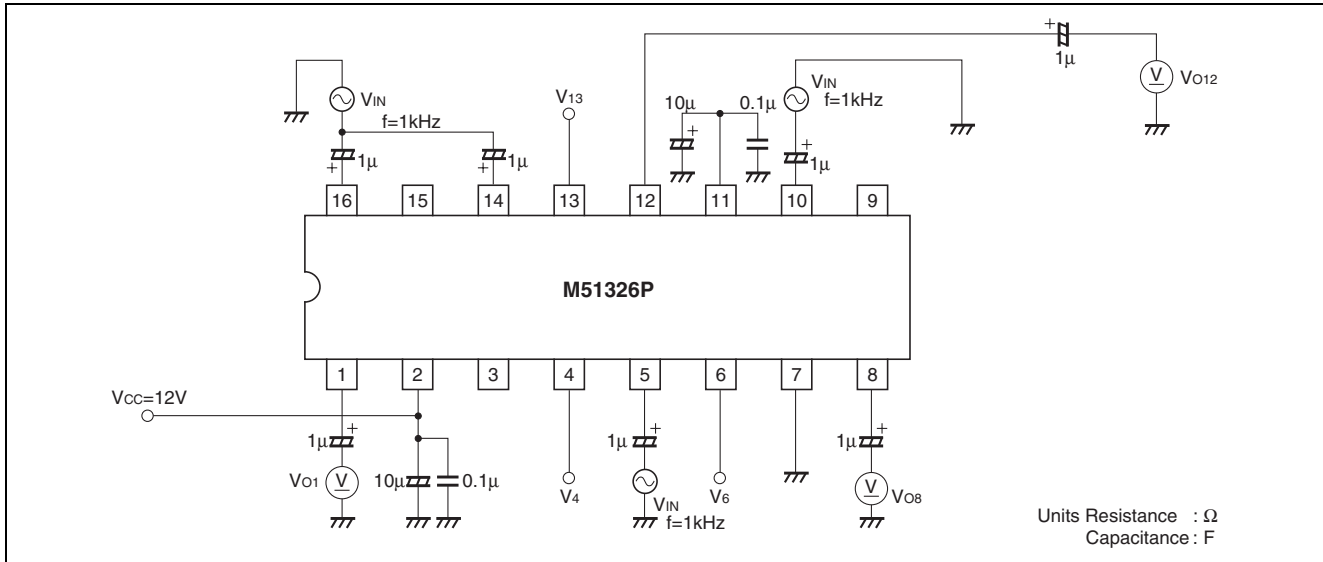 +
1μ
V VO12
VIN
f=1kHz
V13
10μ + 0.1μ
VIN
f=1kHz
+ 1μ
+ 1μ
+
1μ
16 15 14 13 12 11 10 9
M51326P
1 2 3 4 5 6 7 8
VCC=12V
1μ +
VO1 V
10μ 0.1μ
V4
1μ +
VIN
f=1kHz
V6
1μ +
V VO8
Units Resistance : Ω
Capacitance : F